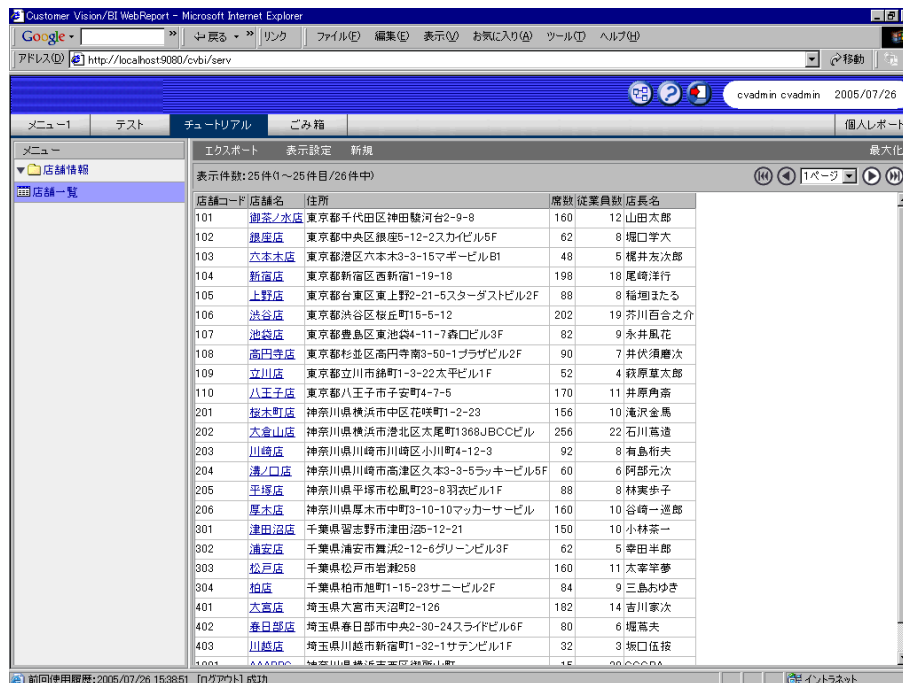 Customer Vision/BI WebReport - Microsoft Internet Explorer
Google - » 戻る » リンク ファイル(F) 編集(E) 表示(V) お気に入り(A) ツール(T) ヘルプ(H)
アドレス(D) http://localhost:9080/cvbi/serv 移動
cvadmin cvadmin 2005/07/26
メニュー1 テスト チュートリアル ごみ箱 個人レポート
メニュー エクスポート 表示設定 新規 最大化
▼店舗情報 表示件数:25件(1～25件目/26件中) 1ページ
店舗一覧
店舗コード 店舗名 住所 席数 従業員数 店長名
101 御茶ノ水店 東京都千代田区神田駿河台2-9-8 160 12 山田太郎
102 銀座店 東京都中央区銀座5-12-2スカイビル5F 62 8 堀口学大
103 六本木店 東京都港区六本木3-3-15マギービルB1 48 5 梶井友次郎
104 新宿店 東京都新宿区西新宿1-19-18 198 18 尾崎洋行
105 上野店 東京都台東区東上野2-21-5スターダストビル2F 88 8 稲垣ほたる
106 渋谷店 東京都渋谷区桜丘町15-5-12 202 19 芥川百合之介
107 池袋店 東京都豊島区東池袋4-11-7森口ビル3F 82 9 永井風花
108 高円寺店 東京都杉並区高円寺南3-50-1プラザビル2F 90 7 井伏須磨次
109 立川店 東京都立川市錦町1-3-22太平ビル1F 52 4 萩原草太郎
110 八王子店 東京都八王子市子安町4-7-5 170 11 井原角斎
201 桜木町店 神奈川県横浜市中区花咲町1-2-23 156 10 滝沢金馬
202 大倉山店 神奈川県横浜市港北区太尾町1368JBCCビル 256 22 石川蔦造
203 川崎店 神奈川県川崎市川崎区小川町4-12-3 92 8 有島桁夫
204 溝ノ口店 神奈川県川崎市高津区久本3-3-5ラッキービル5F 60 6 阿部元次
205 平塚店 神奈川県平塚市松風町23-8羽衣ビル1F 88 8 林実歩子
206 厚木店 神奈川県厚木市中町3-10-10マッカーサービル 160 10 谷崎一巡郎
301 津田沼店 千葉県習志野市津田沼5-12-21 150 10 小林茶一
302 浦安店 千葉県浦安市舞浜2-12-6グリーンビル3F 62 5 幸田半郎
303 松戸店 千葉県松戸市岩瀬258 160 11 太宰竿夢
304 柏店 千葉県柏市旭町1-15-23サニービル2F 84 9 三島おゆき
401 大宮店 埼玉県大宮市天沼町2-126 182 14 吉川家次
402 春日部店 埼玉県春日部市中央2-30-24スライドビル6F 80 6 堀蔦夫
403 川越店 埼玉県川越市新宿町1-32-1サテンビル1F 32 3 坂口伍按
前回使用履歴:2005/07/26 15:38:51 [ログアウト] 成功 イントラネット